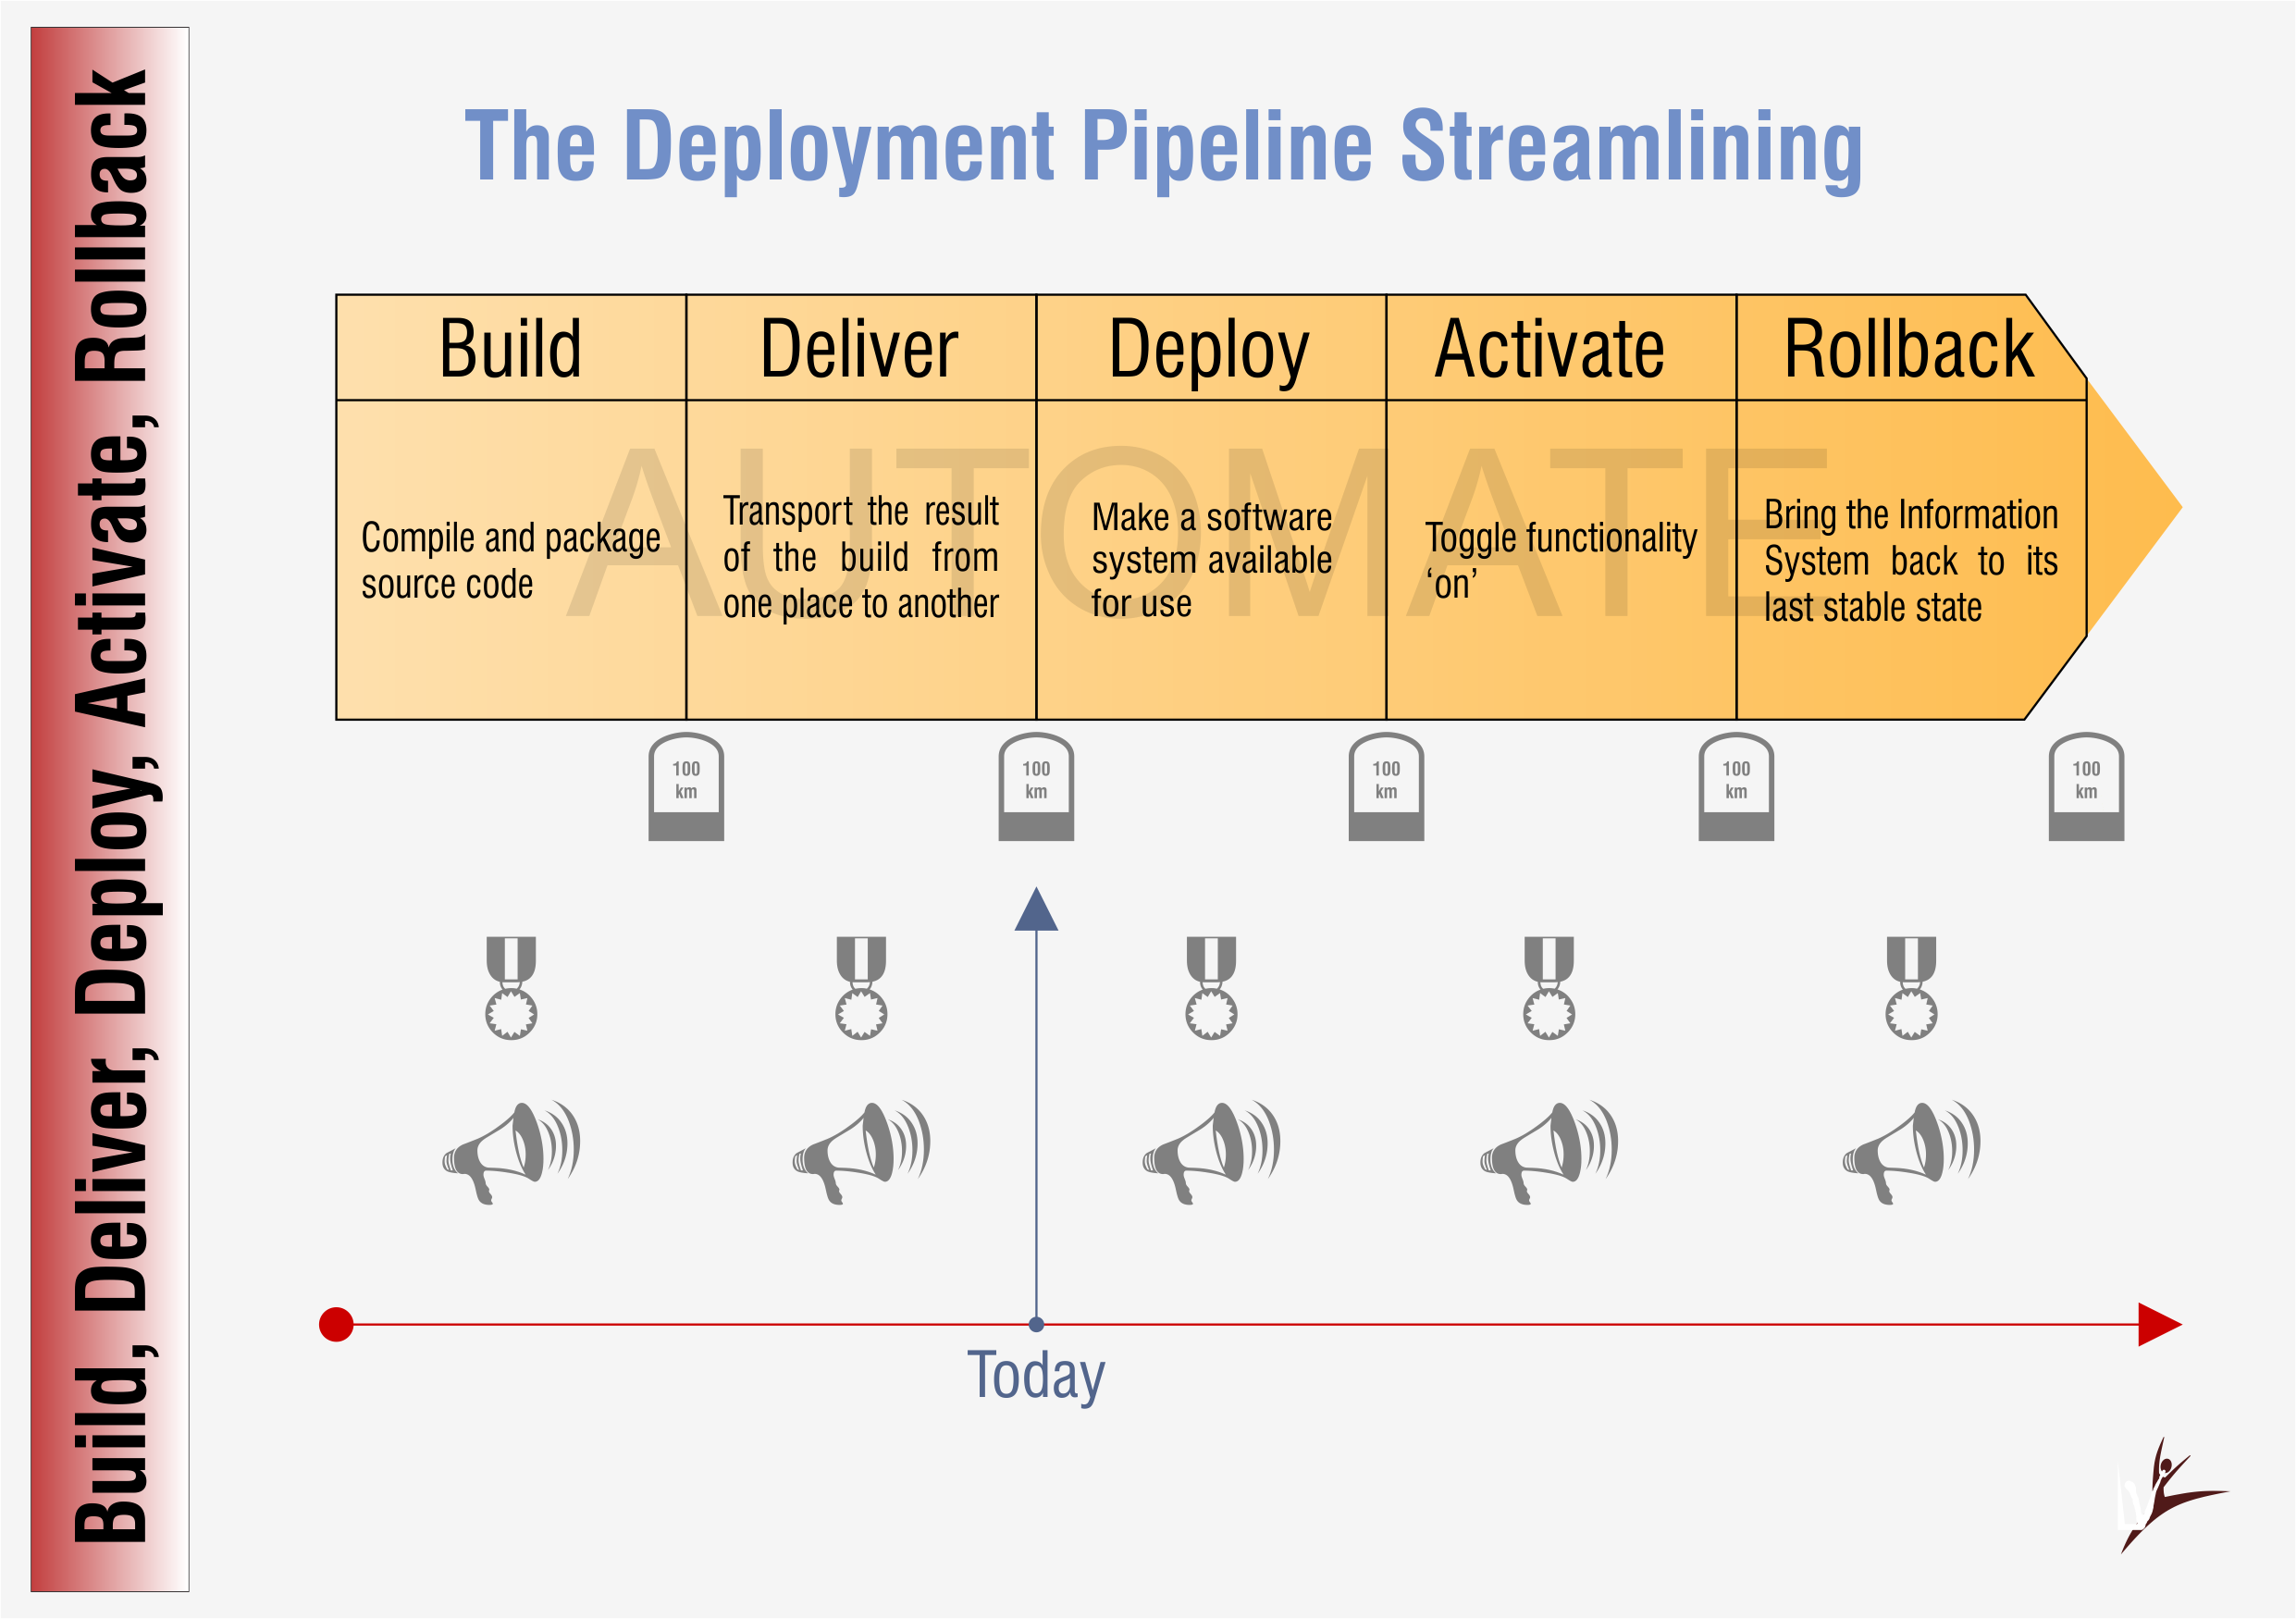 Build, Deliver, Deploy, Activate, Rollback
The Deployment Pipeline Streamlining
Build
Deliver
Deploy
Activate
Rollback
AUTOMATE
Compile and package
source code
Transport the result
of the build from
one place to another
Make a software
system available
for use
Toggle functionality
‘on’
Bring the Information
System back to its
last stable state
100
km
100
km
100
km
100
km
100
km
Today